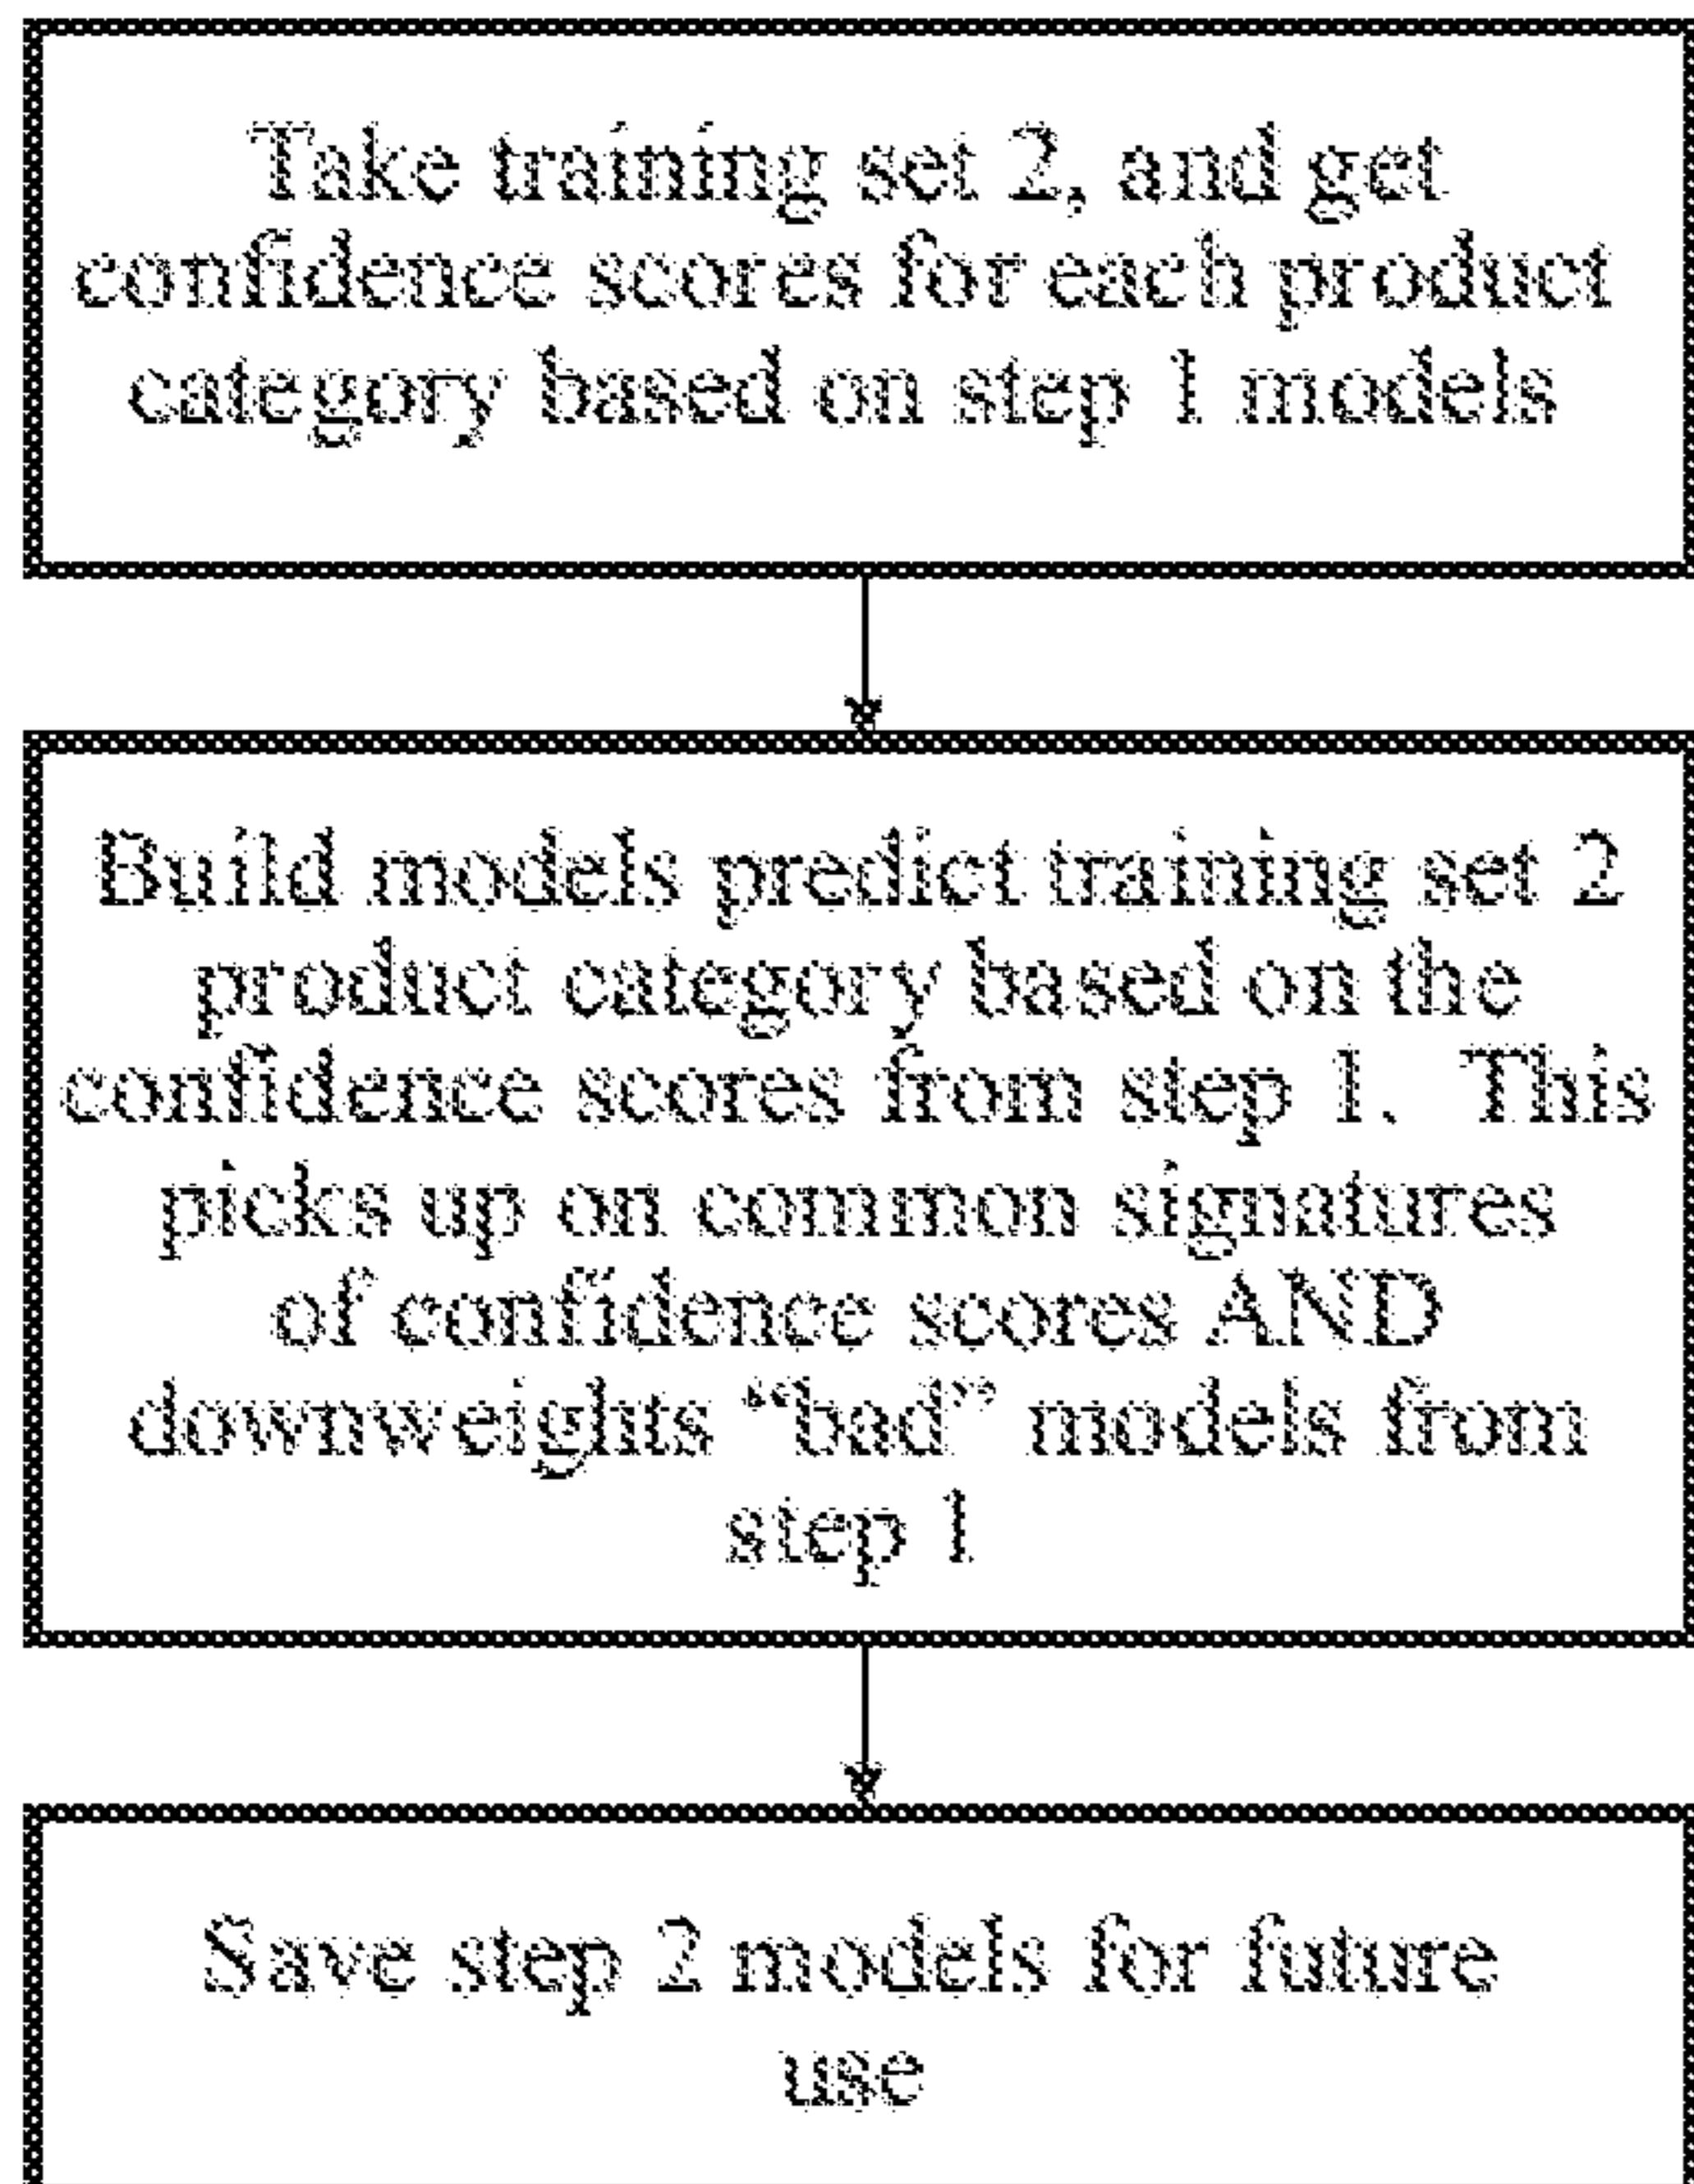 Take training set 2, and get
confidence scores for each product
category based on step 1 models
Build models predict training set 2
product category based on the
confidence scores from step 1. This
picks up on common signatures
of confidence scores AND
downweights “bad” models from
step 1
Save step 2 models for future
use